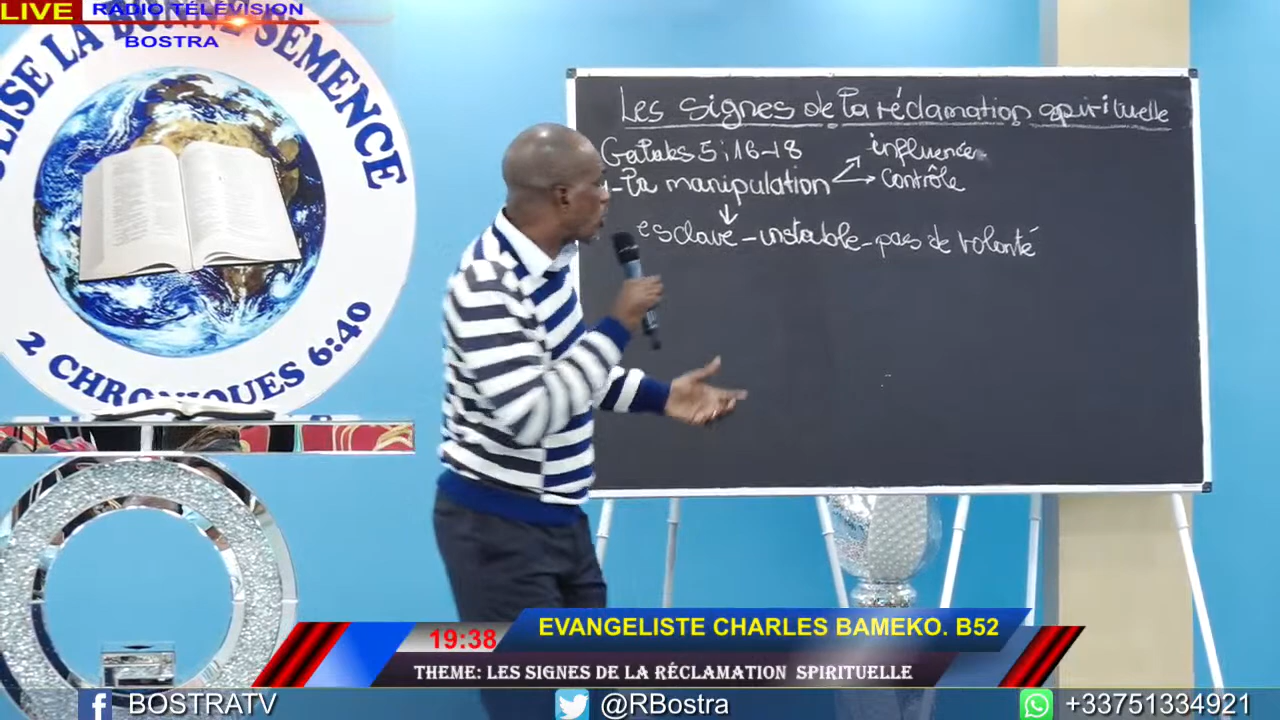 LIVE
RADIO TÉLÉVISION
BOSTRA
LISE LA BONNE SEMENCE
2 CHRONIQUES 6:40
Les signes de la réclamation spirituelle
Galates 5:16-18
influence
1-la manipulation
Contrôle
esclave - instable - pas de volonté
19:38
EVANGELISTE CHARLES BAMEKO. B52
THEME: LES SIGNES DE LA RÉCLAMATION SPIRITUELLE
BOSTRATV
@RBostra
+33751334921